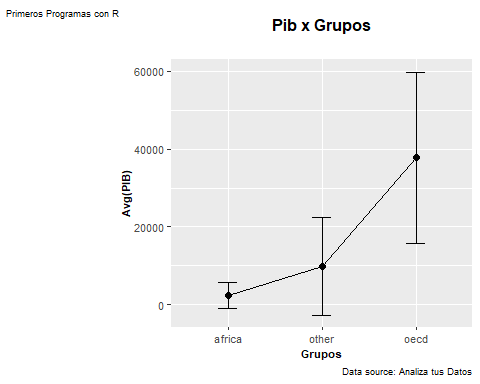 Primeros Programas con R
Pib x Grupos
Avg(PIB)
60000
40000
20000
0
africa
other
oecd
Grupos
Data source: Analiza tus Datos